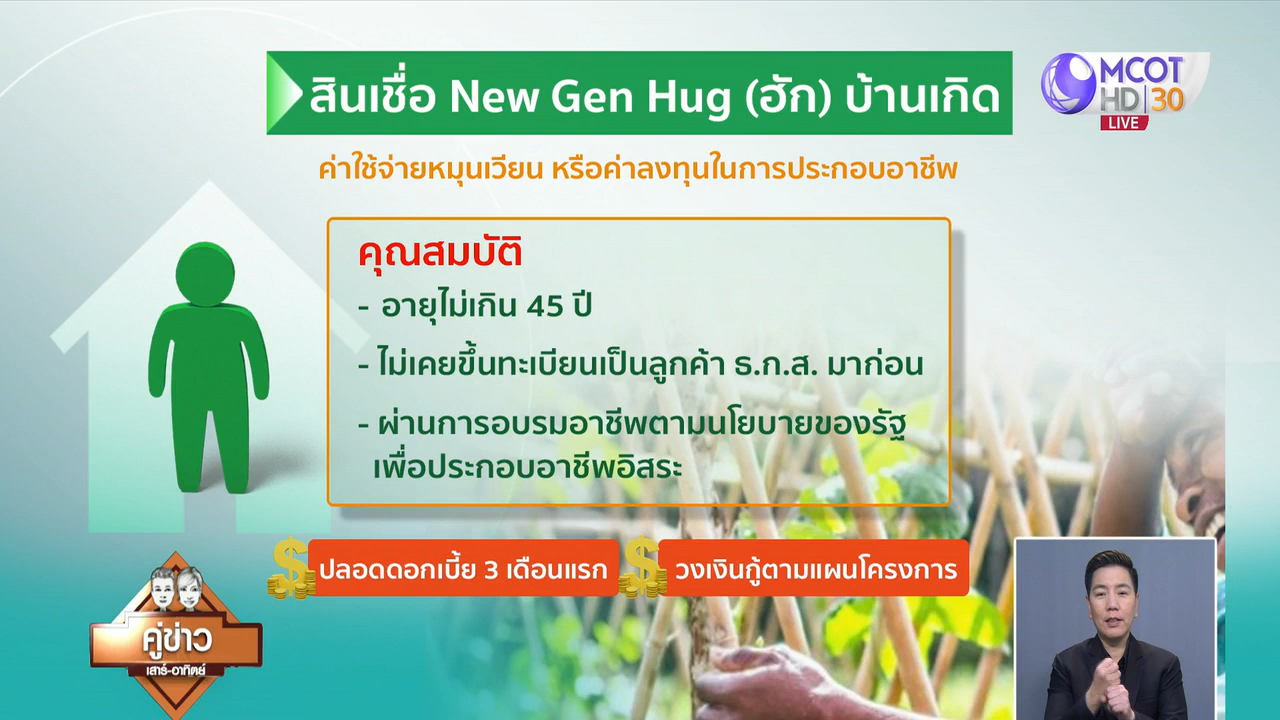 สินเชื่อ New Gen Hug (ฮัก) บ้านเกิด
MCOT
HD 30
LIVE
ค่าใช้จ่ายหมุนเวียน หรือค่าลงทุนในการประกอบอาชีพ
คุณสมบัติ
- อายุไม่เกิน 45 ปี
- ไม่เคยขึ้นทะเบียนเป็นลูกค้า ธ.ก.ส. มาก่อน
- ผ่านการอบรมอาชีพตามนโยบายของรัฐ
เพื่อประกอบอาชีพอิสระ
ปลอดดอกเบี้ย 3 เดือนแรก
วงเงินกู้ตามแผนโครงการ
คู่ข่าว
เสาร์-อาทิตย์